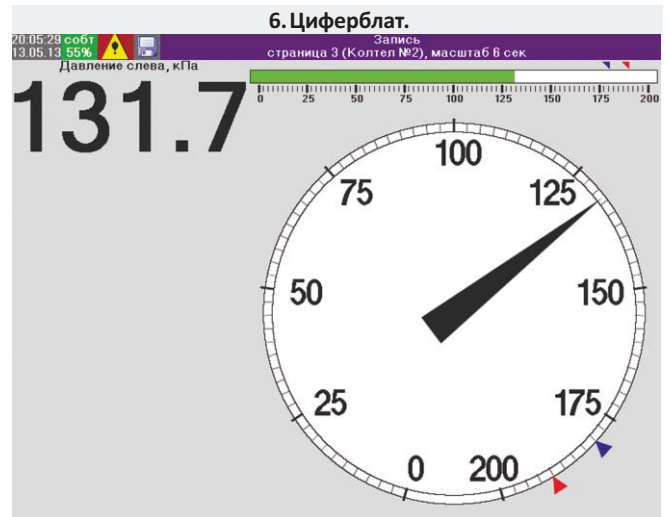 6. Циферблат.
20:05:29 собт
13.05.13 55%
Запись
страница 3 (Колтел №2), масштаб 6 сек
Давление слева, кПа
131.7
0 25 50 75 100 125 150 175 200
100
75
125
50
150
25
175
0
200